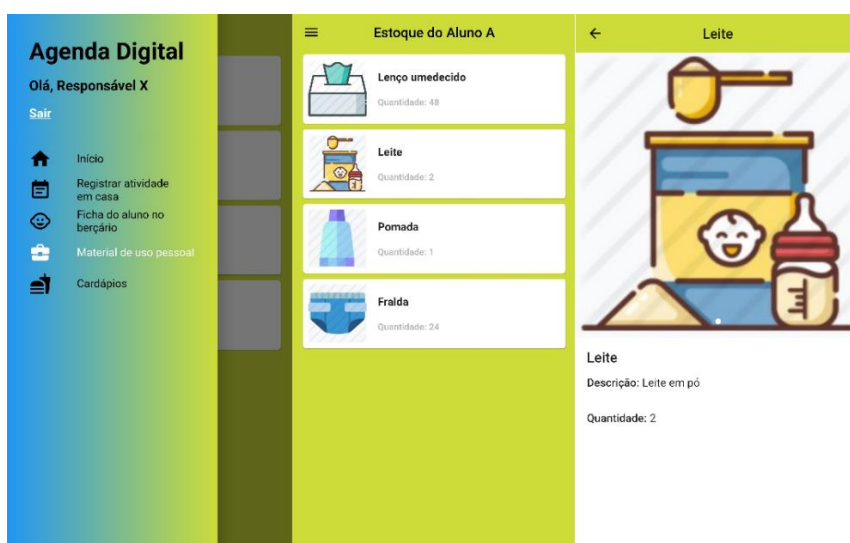 Agenda Digital
Olá, Responsável X
Sair
Início
Registrar atividade
em casa
Ficha do aluno no
berçário
Material de uso pessoal
Cardápios
Estoque do Aluno A
Lenço umedecido
Quantidade: 48
Leite
Quantidade: 2
Pomada
Quantidade: 1
Fralda
Quantidade: 24
Leite
Leite
Descrição: Leite em pó
Quantidade: 2